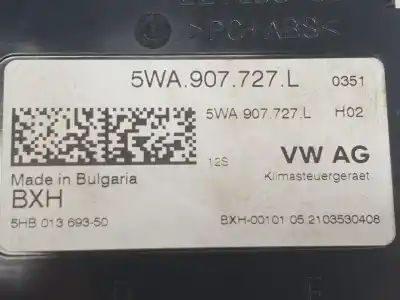 >PC+ABS<
5WA.907.727.L 0351
5WA 907.727.L H02
12S VW AG
Made in Bulgaria Klimasteuergeraet
BXH
5HB 013 693-50 BXH-00101 05.2103530408